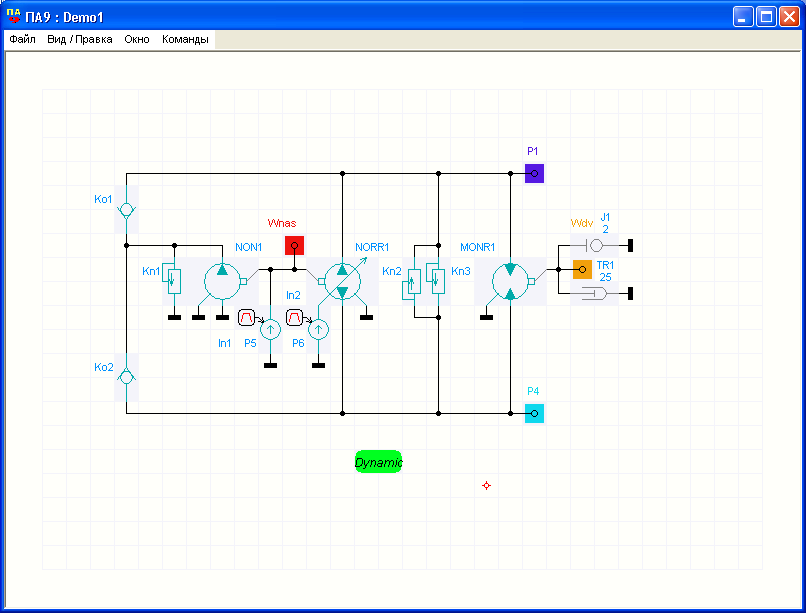 ПА
ПА9 : Demo1
Файл Вид / Правка Окно Команды
P1
Ko1
J1
2
Wnas
Wdv
NON1
NORR1
MONR1
Kn1
Kn2
Kn3
TR1
25
In2
In1
P5
P6
Ko2
P4
Dynamic